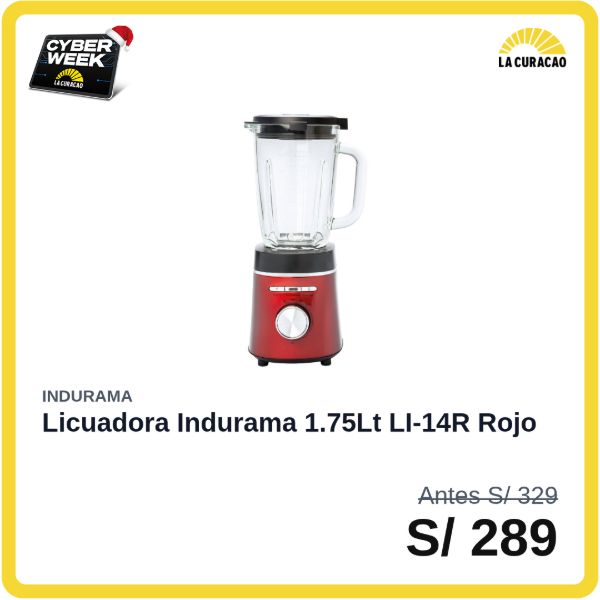 CYBER
WEEK
LA CURACAO
LA CURACAO
INDURAMA
Licuadora Indurama 1.75Lt LI-14R Rojo
Antes S/ 329
S/ 289